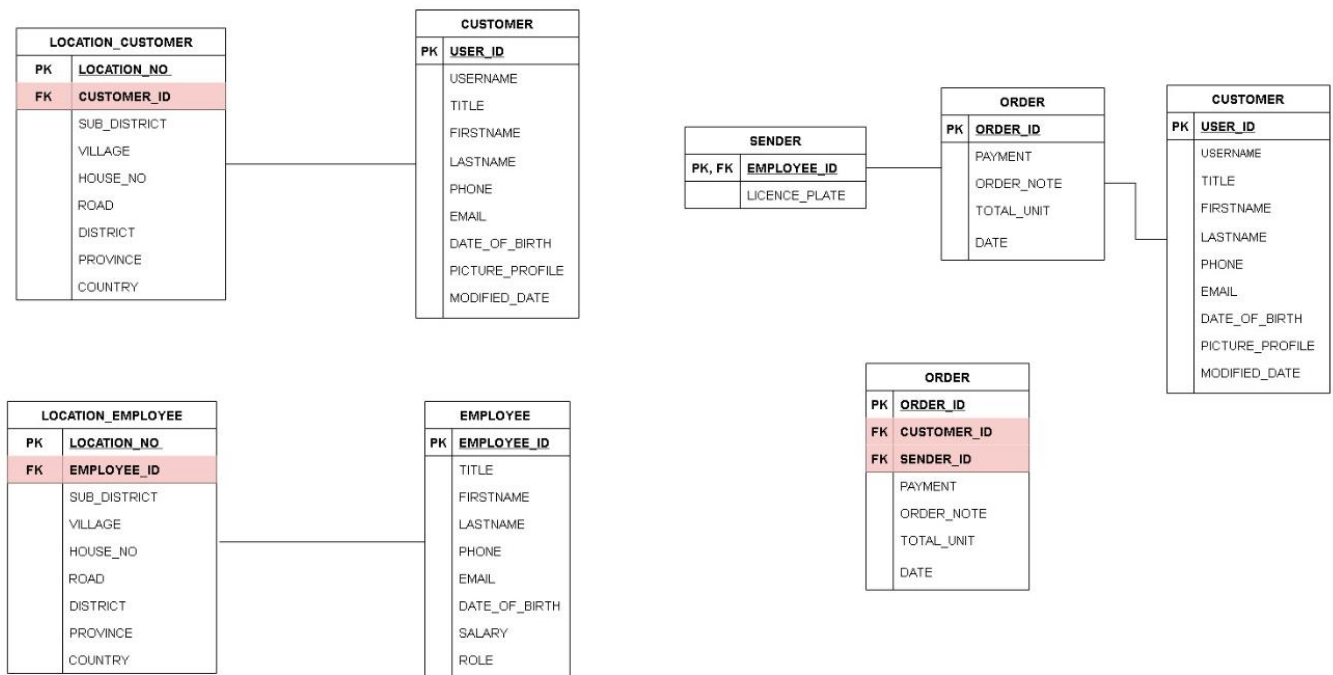 LOCATION_CUSTOMER
PK LOCATION_NO
FK CUSTOMER_ID
SUB_DISTRICT
VILLAGE
HOUSE_NO
ROAD
DISTRICT
PROVINCE
COUNTRY
CUSTOMER
PK USER_ID
USERNAME
TITLE
FIRSTNAME
LASTNAME
PHONE
EMAIL
DATE_OF_BIRTH
PICTURE_PROFILE
MODIFIED_DATE
SENDER
PK, FK EMPLOYEE_ID
LICENCE_PLATE
ORDER
PK ORDER_ID
PAYMENT
ORDER_NOTE
TOTAL_UNIT
DATE
CUSTOMER
PK USER_ID
USERNAME
TITLE
FIRSTNAME
LASTNAME
PHONE
EMAIL
DATE_OF_BIRTH
PICTURE_PROFILE
MODIFIED_DATE
LOCATION_EMPLOYEE
PK LOCATION_NO
FK EMPLOYEE_ID
SUB_DISTRICT
VILLAGE
HOUSE_NO
ROAD
DISTRICT
PROVINCE
COUNTRY
EMPLOYEE
PK EMPLOYEE_ID
TITLE
FIRSTNAME
LASTNAME
PHONE
EMAIL
DATE_OF_BIRTH
SALARY
ROLE
ORDER
PK ORDER_ID
FK CUSTOMER_ID
FK SENDER_ID
PAYMENT
ORDER_NOTE
TOTAL_UNIT
DATE